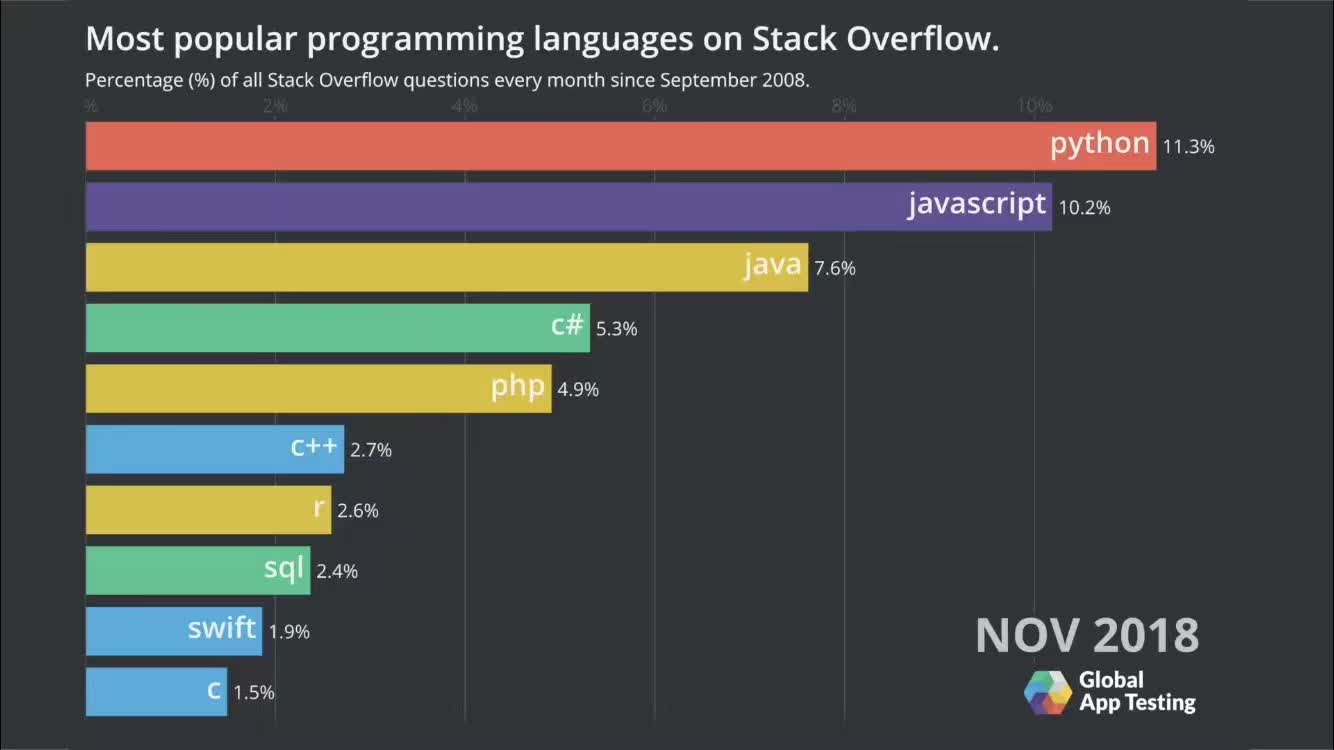 Most popular programming languages on Stack Overflow.
Percentage (%) of all Stack Overflow questions every month since September 2008.
% 2% 4% 6% 8% 10%
python 11.3%
javascript 10.2%
java 7.6%
c# 5.3%
php 4.9%
c++ 2.7%
r 2.6%
sql 2.4%
swift 1.9%
c 1.5%
NOV 2018
Global
App Testing